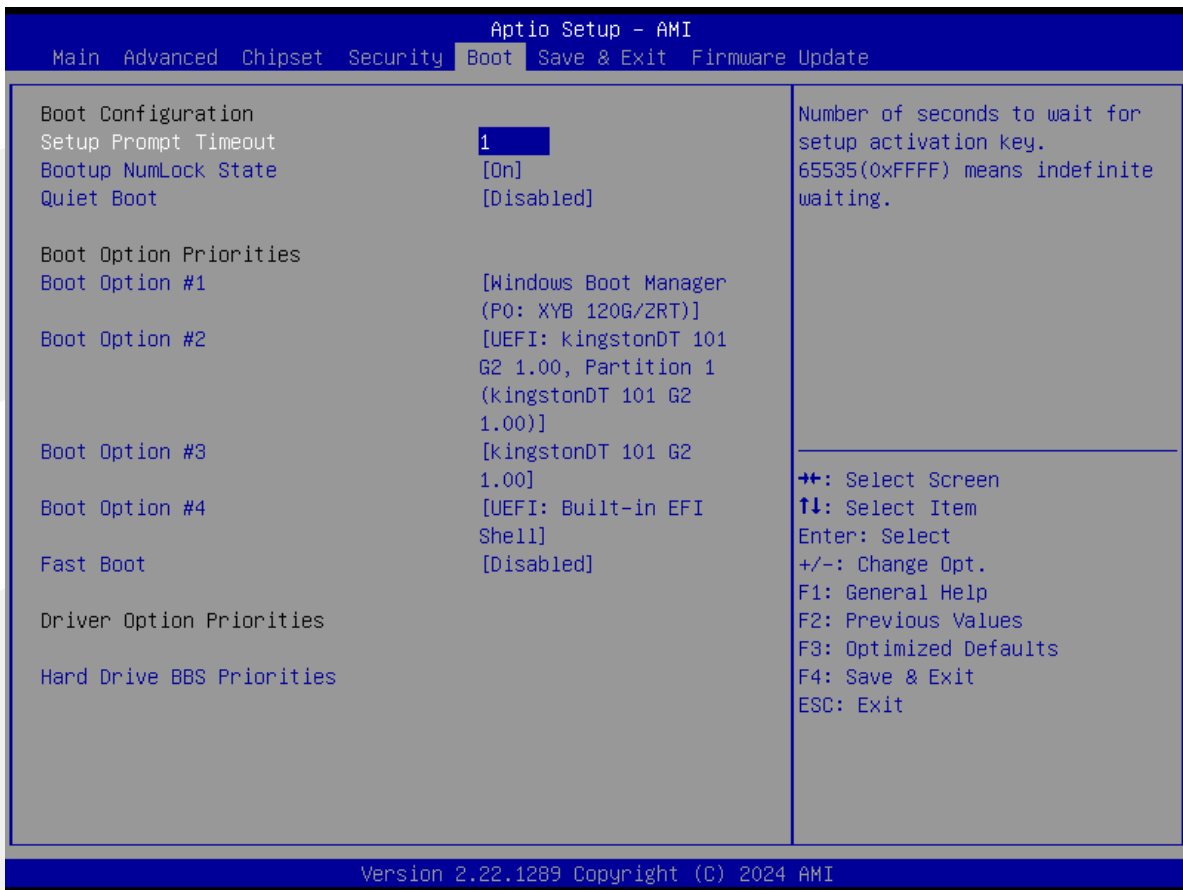 Aptio Setup - AMI
Main Advanced Chipset Security Boot Save & Exit Firmware Update
Boot Configuration
Setup Prompt Timeout 1
Bootup NumLock State [On]
Quiet Boot [Disabled]
Boot Option Priorities
Boot Option #1 [Windows Boot Manager
(P0: XYB 120G/ZRT)]
Boot Option #2 [UEFI: kingstonDT 101
G2 1.00, Partition 1
(kingstonDT 101 G2
1.00)]
Boot Option #3 [kingstonDT 101 G2
1.00]
Boot Option #4 [UEFI: Built-in EFI
Shell]
Fast Boot [Disabled]
Driver Option Priorities
Hard Drive BBS Priorities
Number of seconds to wait for
setup activation key.
65535(0xFFFF) means indefinite
waiting.
→←: Select Screen
↑↓: Select Item
Enter: Select
+/-: Change Opt.
F1: General Help
F2: Previous Values
F3: Optimized Defaults
F4: Save & Exit
ESC: Exit
Version 2.22.1289 Copyright (C) 2024 AMI